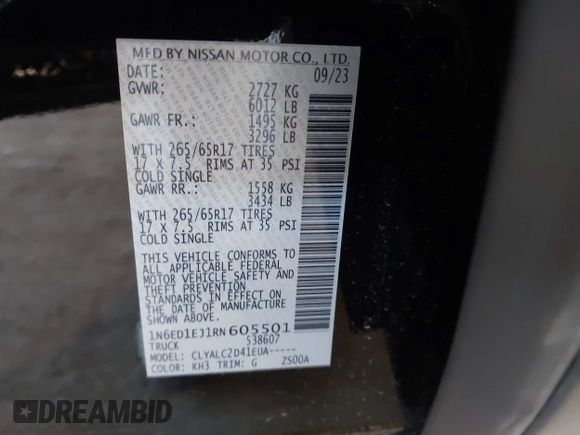 MFD BY NISSAN MOTOR CO., LTD.
DATE: 09/23
GVWR: 2727 KG
6012 LB
GAWR FR.: 1495 KG
3296 LB
WITH 265/65R17 TIRES
17 X 7.5 RIMS AT 35 PSI
COLD SINGLE
GAWR RR.: 1558 KG
3434 LB
WITH 265/65R17 TIRES
17 X 7.5 RIMS AT 35 PSI
COLD SINGLE
THIS VEHICLE CONFORMS TO
ALL APPLICABLE FEDERAL
MOTOR VEHICLE SAFETY AND
THEFT PREVENTION
STANDARDS IN EFFECT ON
THE DATE OF MANUFACTURE
SHOWN ABOVE.
1N6ED1EJ1RN605501
TRUCK 538607
MODEL: CLYALC2D41EUA-----
COLOR: KH3 TRIM: G 2S00A
DREAMBID